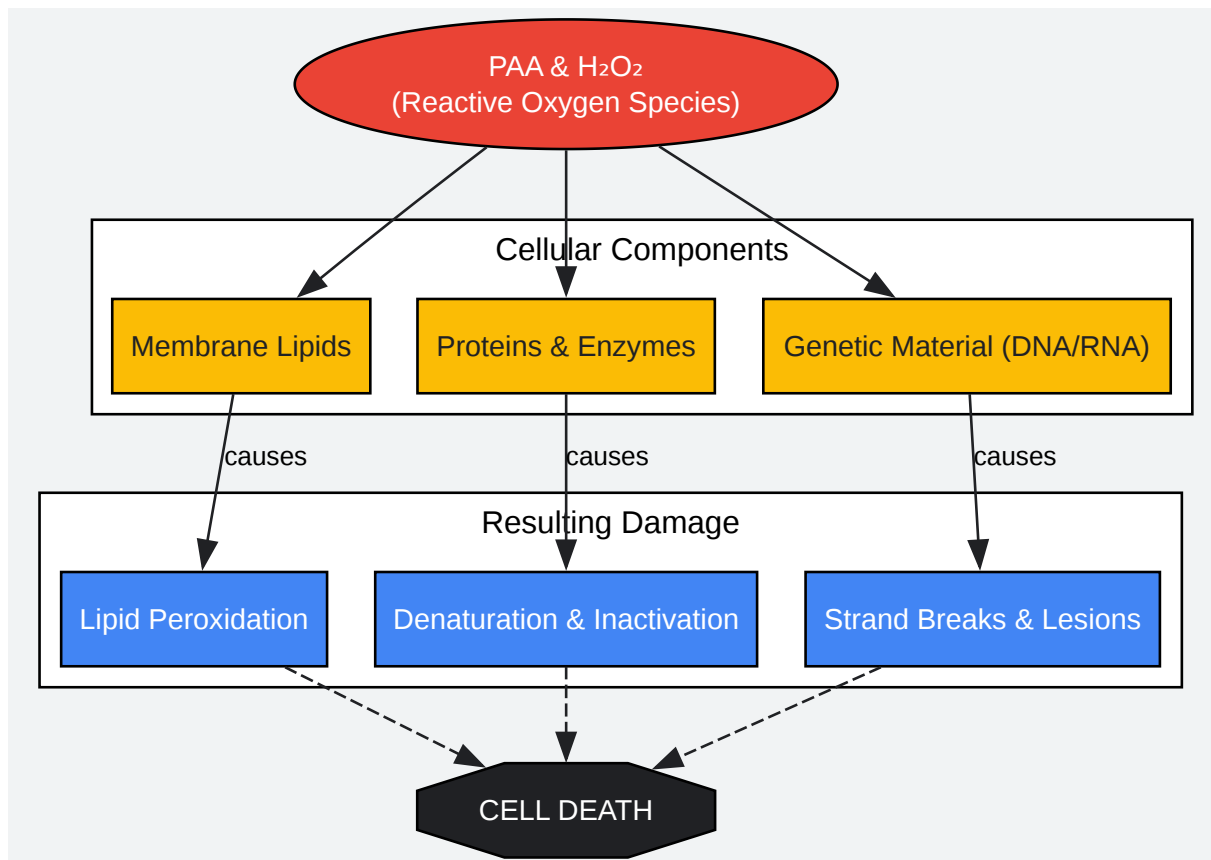 PAA & H₂O₂
(Reactive Oxygen Species)
Cellular Components
Membrane Lipids
Proteins & Enzymes
Genetic Material (DNA/RNA)
causes
causes
causes
Resulting Damage
Lipid Peroxidation
Denaturation & Inactivation
Strand Breaks & Lesions
CELL DEATH